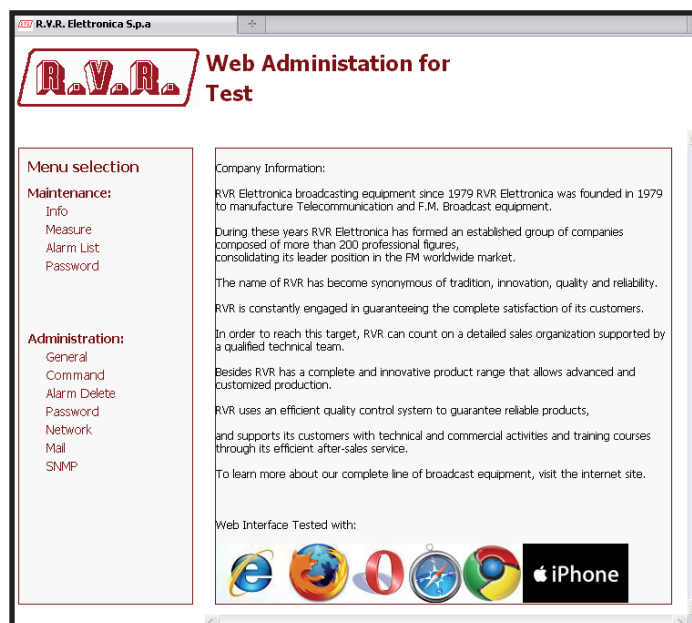 R.V.R. Elettronica S.p.a
R.V.R.
Web Administation for
Test
Menu selection
Maintenance:
Info
Measure
Alarm List
Password
Administration:
General
Command
Alarm Delete
Password
Network
Mail
SNMP
Company Information:
RVR Elettronica broadcasting equipment since 1979 RVR Elettronica was founded in 1979
to manufacture Telecommunication and F.M. Broadcast equipment.
During these years RVR Elettronica has formed an established group of companies
composed of more than 200 professional figures,
consolidating its leader position in the FM worldwide market.
The name of RVR has become synonymous of tradition, innovation, quality and reliability.
RVR is constantly engaged in guaranteeing the complete satisfaction of its customers.
In order to reach this target, RVR can count on a detailed sales organization supported by
a qualified technical team.
Besides RVR has a complete and innovative product range that allows advanced and
customized production.
RVR uses an efficient quality control system to guarantee reliable products,
and supports its customers with technical and commercial activities and training courses
through its efficient after-sales service.
To learn more about our complete line of broadcast equipment, visit the internet site.
Web Interface Tested with:
iPhone